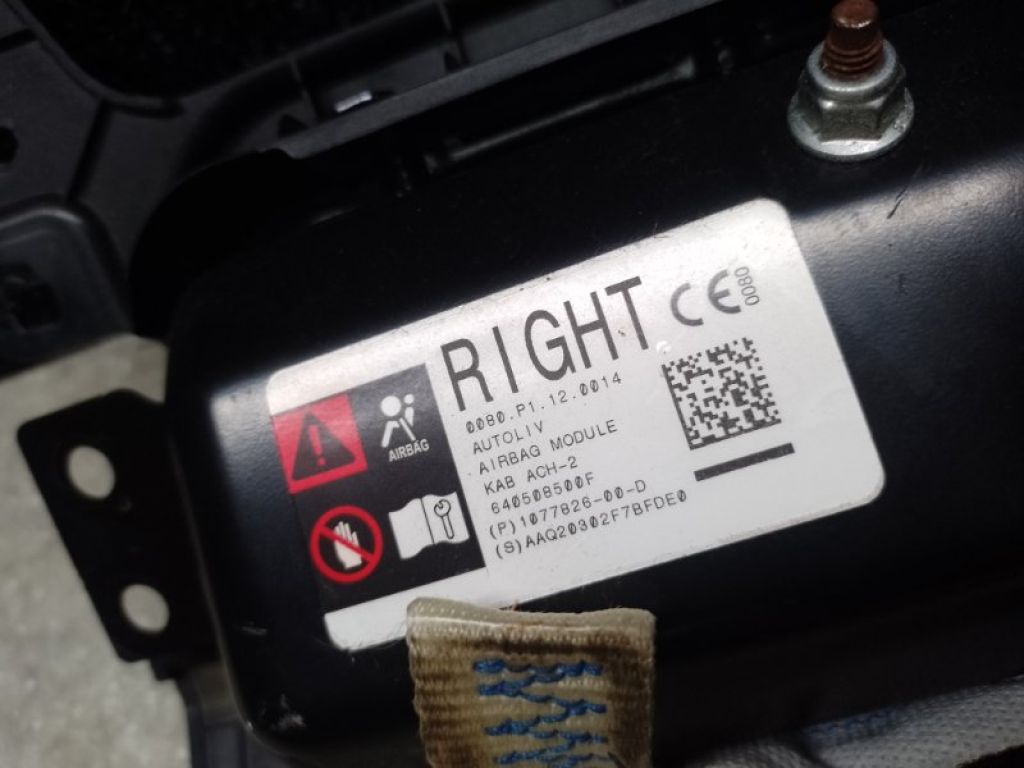 RIGHT
CE 0080
0080.P1.12.0014
AUTOLIV
AIRBAG MODULE
KAB ACH-2
640508500F
(P)1077826-00-D
(S)AAQ20302F7BFDE0
AIRBAG